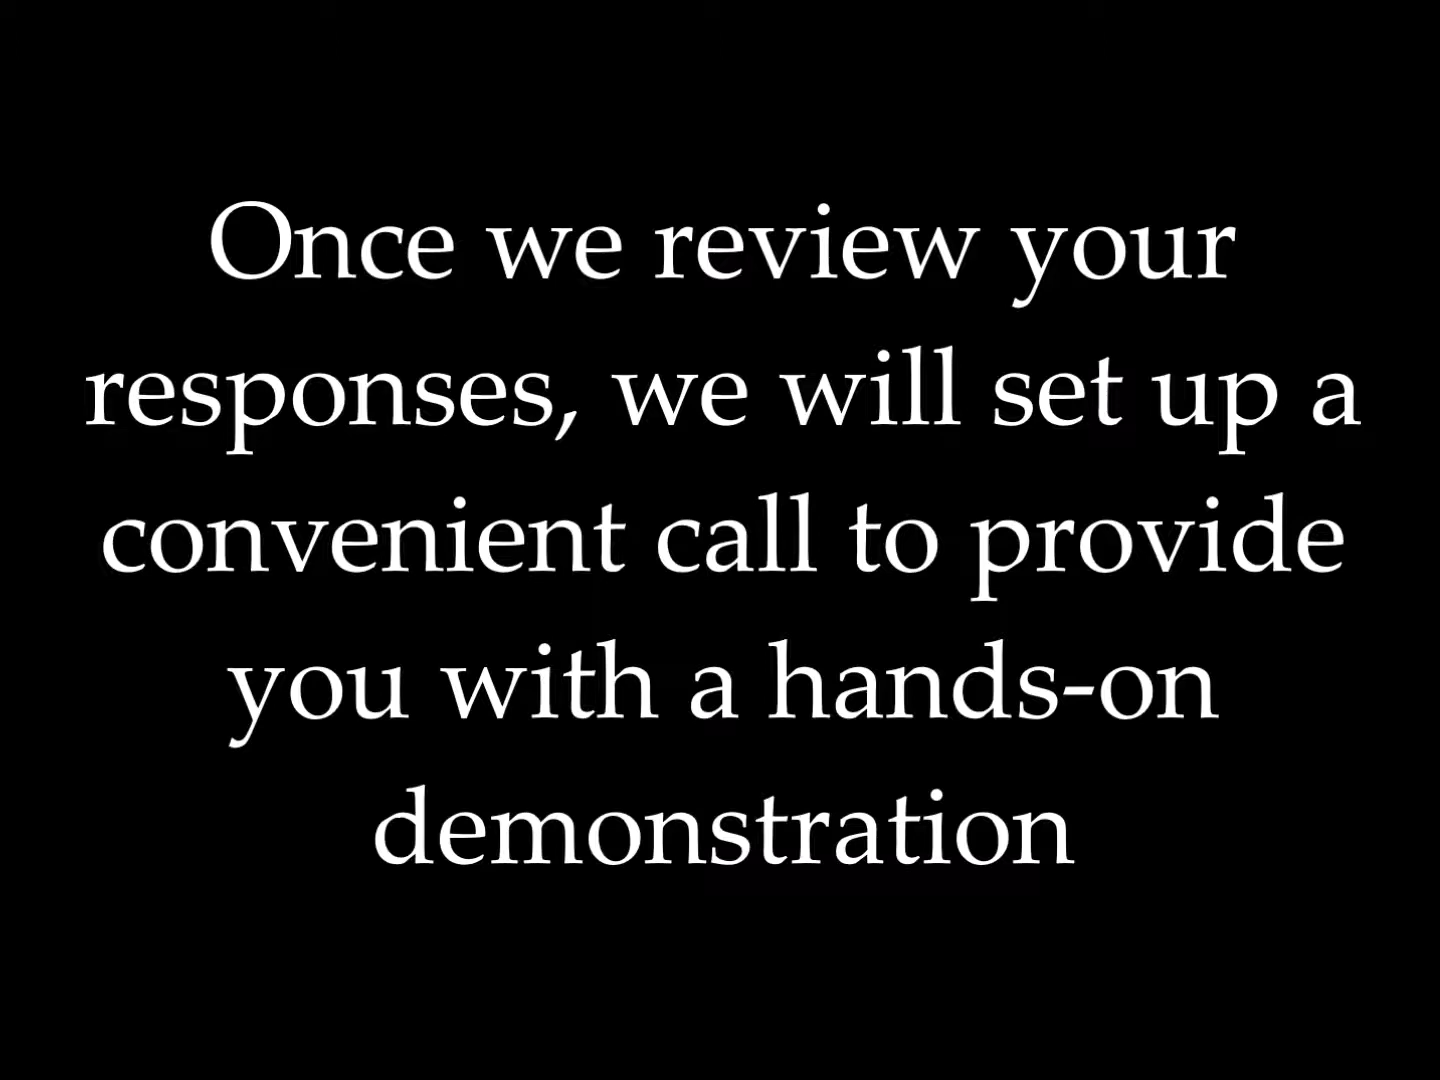 Once we review your
responses, we will set up a
convenient call to provide
you with a hands-on
demonstration